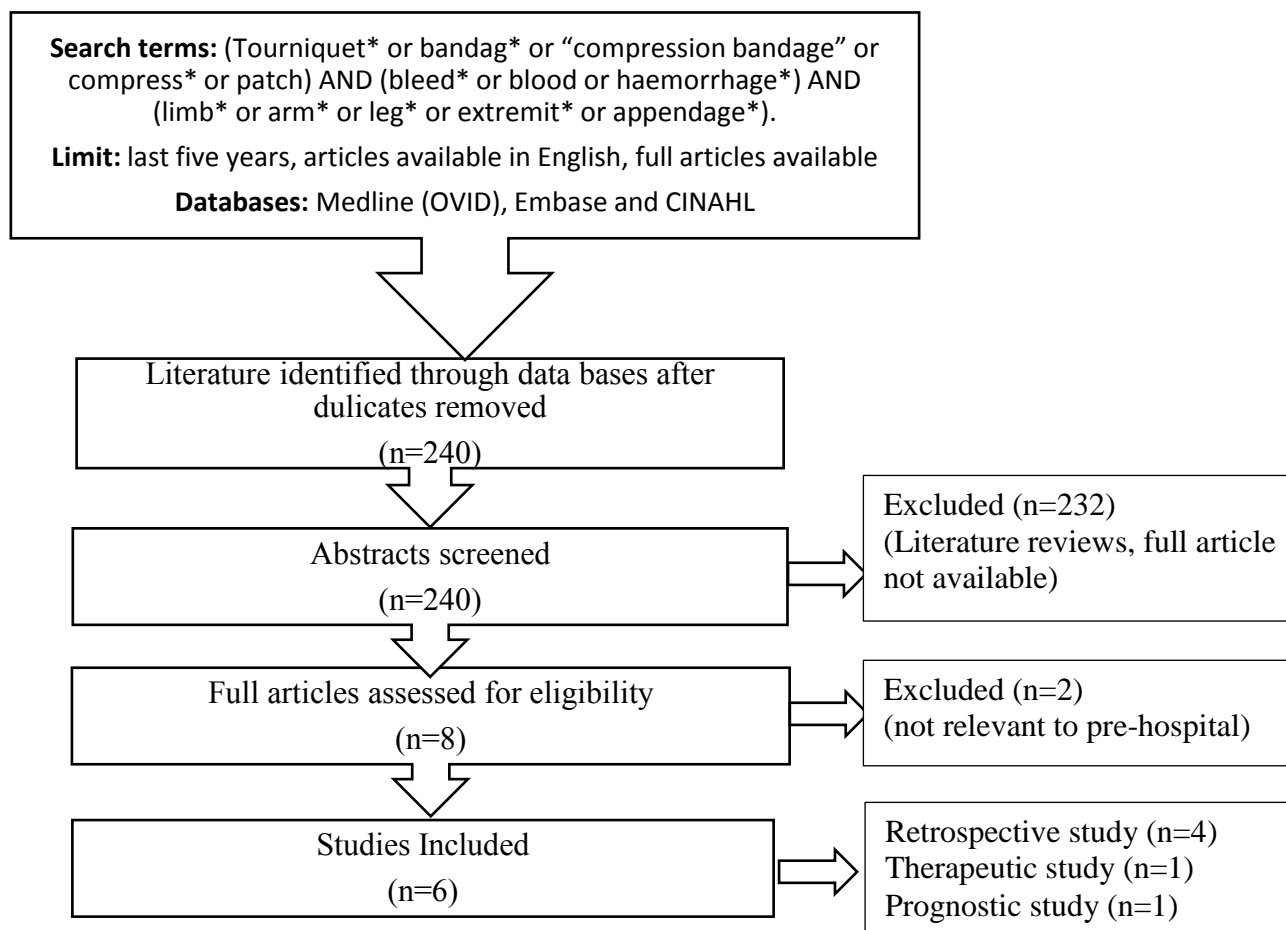 Search terms: (Tourniquet* or bandag* or “compression bandage” or
compress* or patch) AND (bleed* or blood or haemorrhage*) AND
(limb* or arm* or leg* or extremit* or appendage*).
Limit: last five years, articles available in English, full articles available
Databases: Medline (OVID), Embase and CINAHL
Literature identified through data bases after
dulicates removed
(n=240)
Abstracts screened
(n=240)
Excluded (n=232)
(Literature reviews, full article
not available)
Full articles assessed for eligibility
(n=8)
Excluded (n=2)
(not relevant to pre-hospital)
Studies Included
(n=6)
Retrospective study (n=4)
Therapeutic study (n=1)
Prognostic study (n=1)